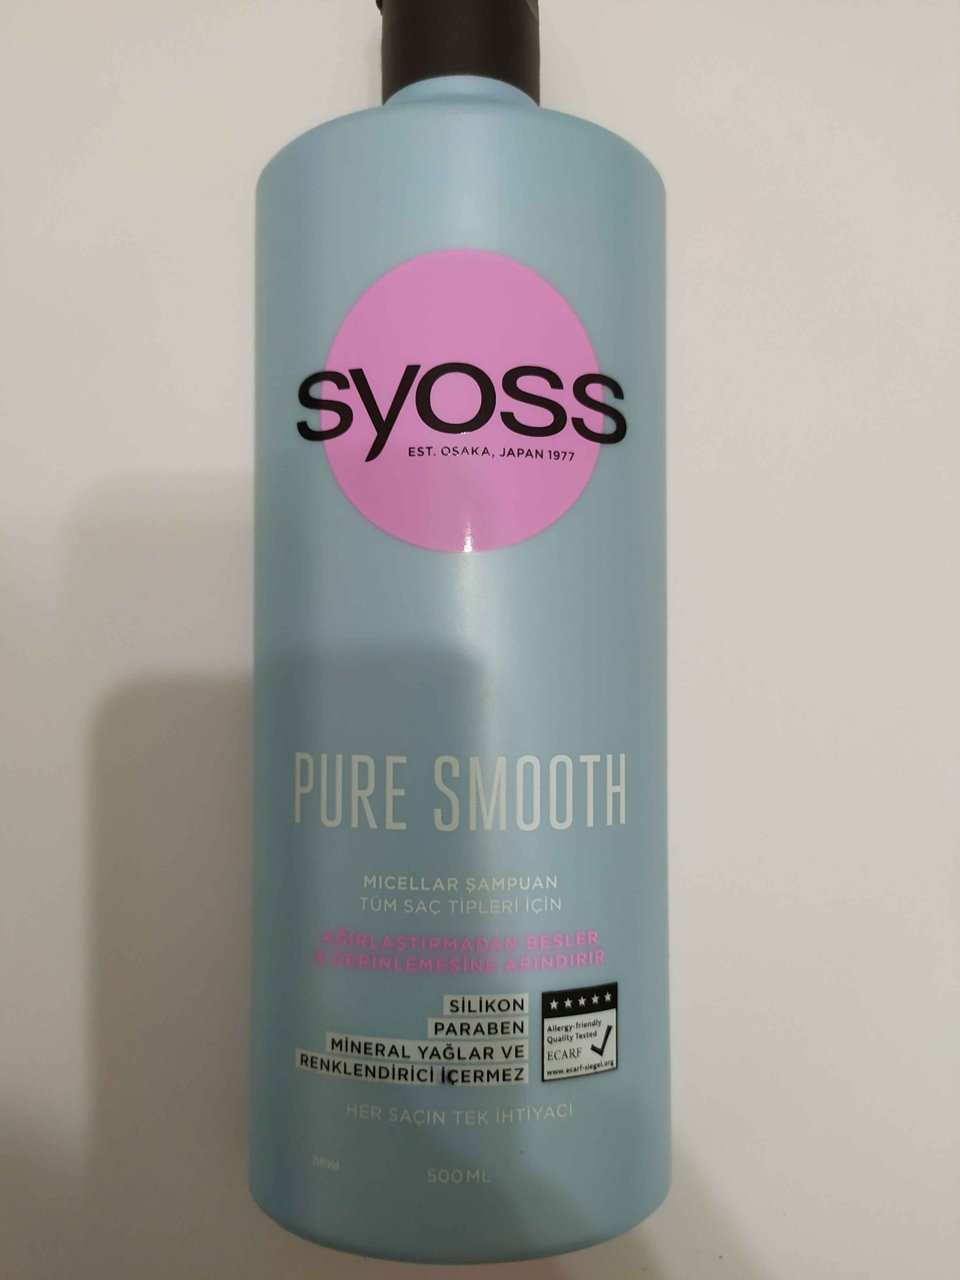 syoss
EST. OSAKA, JAPAN 1977
PURE SMOOTH
MICELLAR ŞAMPUAN
TÜM SAÇ TİPLERİ İÇİN
AĞIRLAŞTIRMADAN BESLER
& DERİNLEMESİNE ARINDIRIR
SİLİKON
PARABEN
MİNERAL YAĞLAR VE
RENKLENDİRİCİ İÇERMEZ
Allergy-friendly
Quality Tested
ECARF
www.ecarf-siegel.org
HER SAÇIN TEK İHTİYACI
500 ML